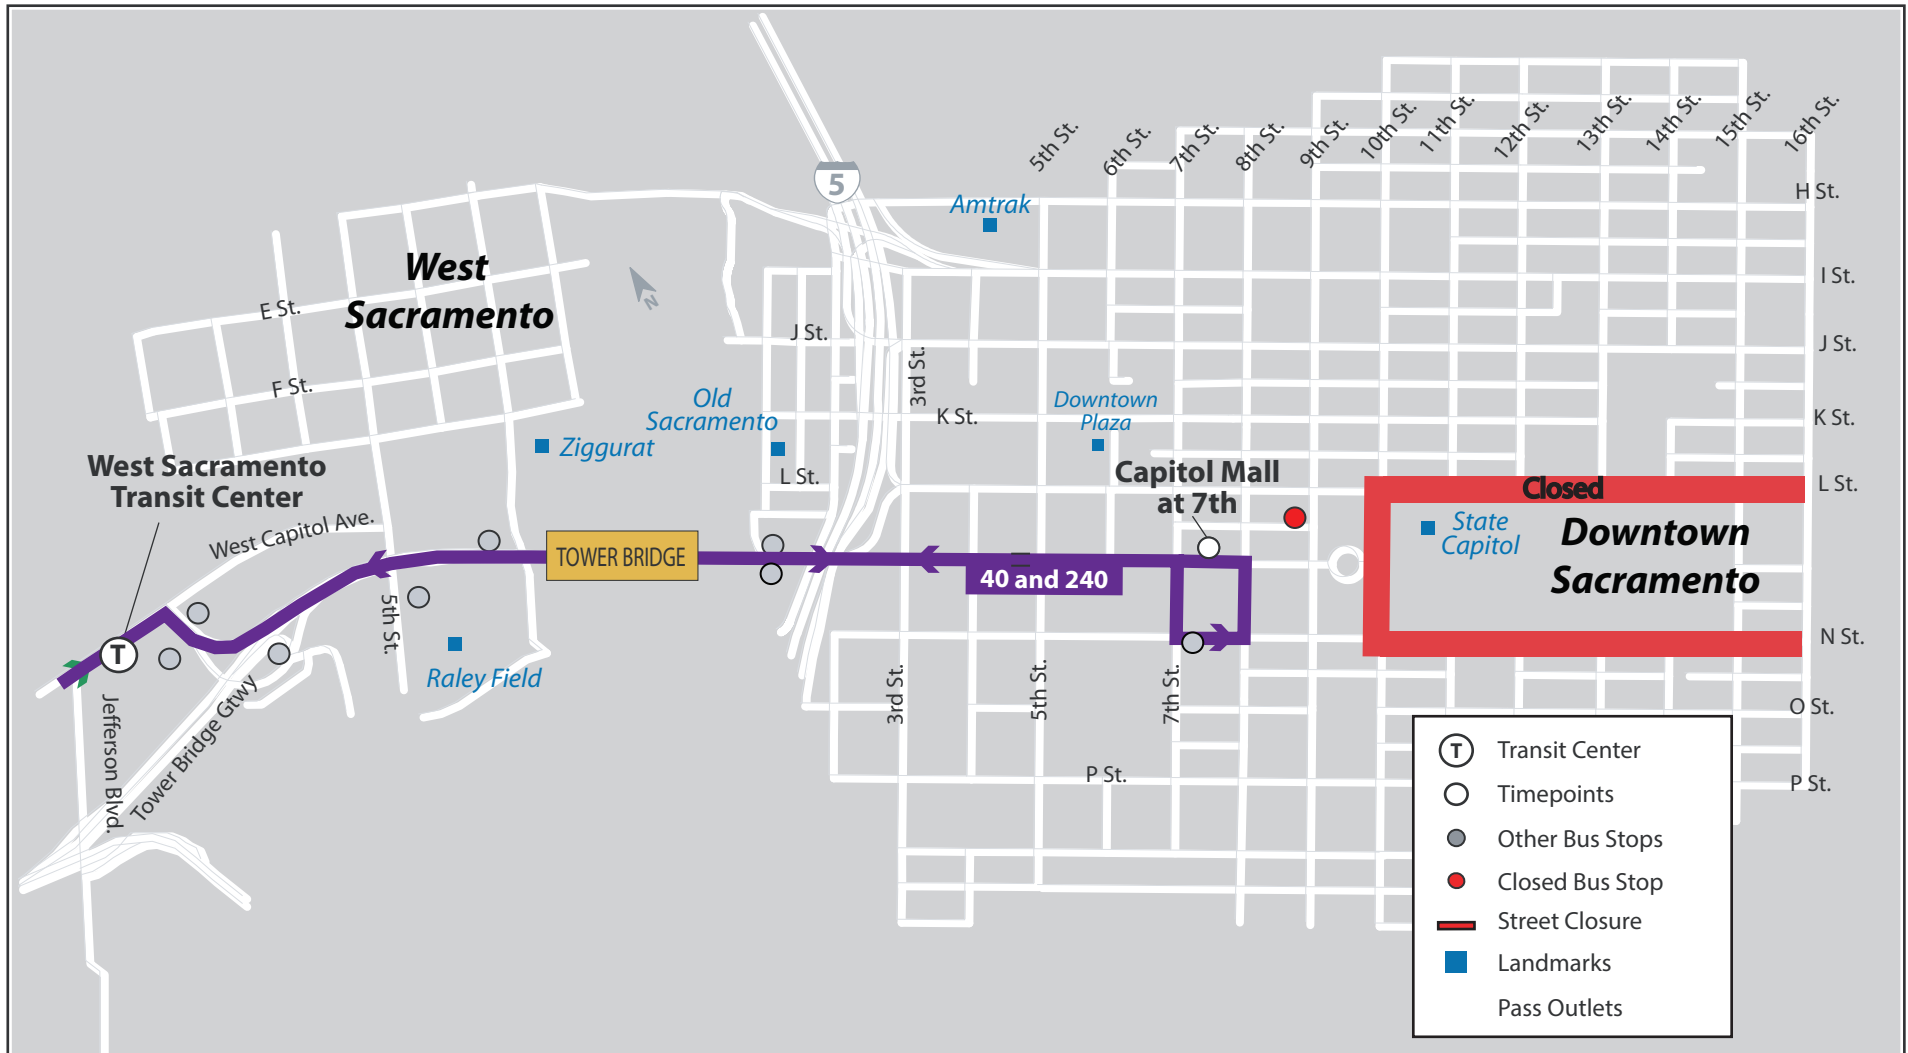 5th St.
6th St.
7th St.
8th St.
9th St.
10th St.
11th St.
12th St.
13th St.
14th St.
15th St.
16th St.
5
Amtrak
H St.
West
Sacramento
N
I St.
E St.
J St.
J St.
3rd St.
F St.
Old
Sacramento
Downtown
Plaza
K St.
K St.
Ziggurat
West Sacramento
Transit Center
L St.
Capitol Mall
at 7th
Closed
L St.
West Capitol Ave.
State
Capitol
Downtown
Sacramento
TOWER BRIDGE
40 and 240
5th St.
T
N St.
Raley Field
Jefferson Blvd.
Tower Bridge Gtwy
3rd St.
5th St.
7th St.
O St.
P St.
P St.
T Transit Center
Timepoints
Other Bus Stops
Closed Bus Stop
Street Closure
Landmarks
Pass Outlets